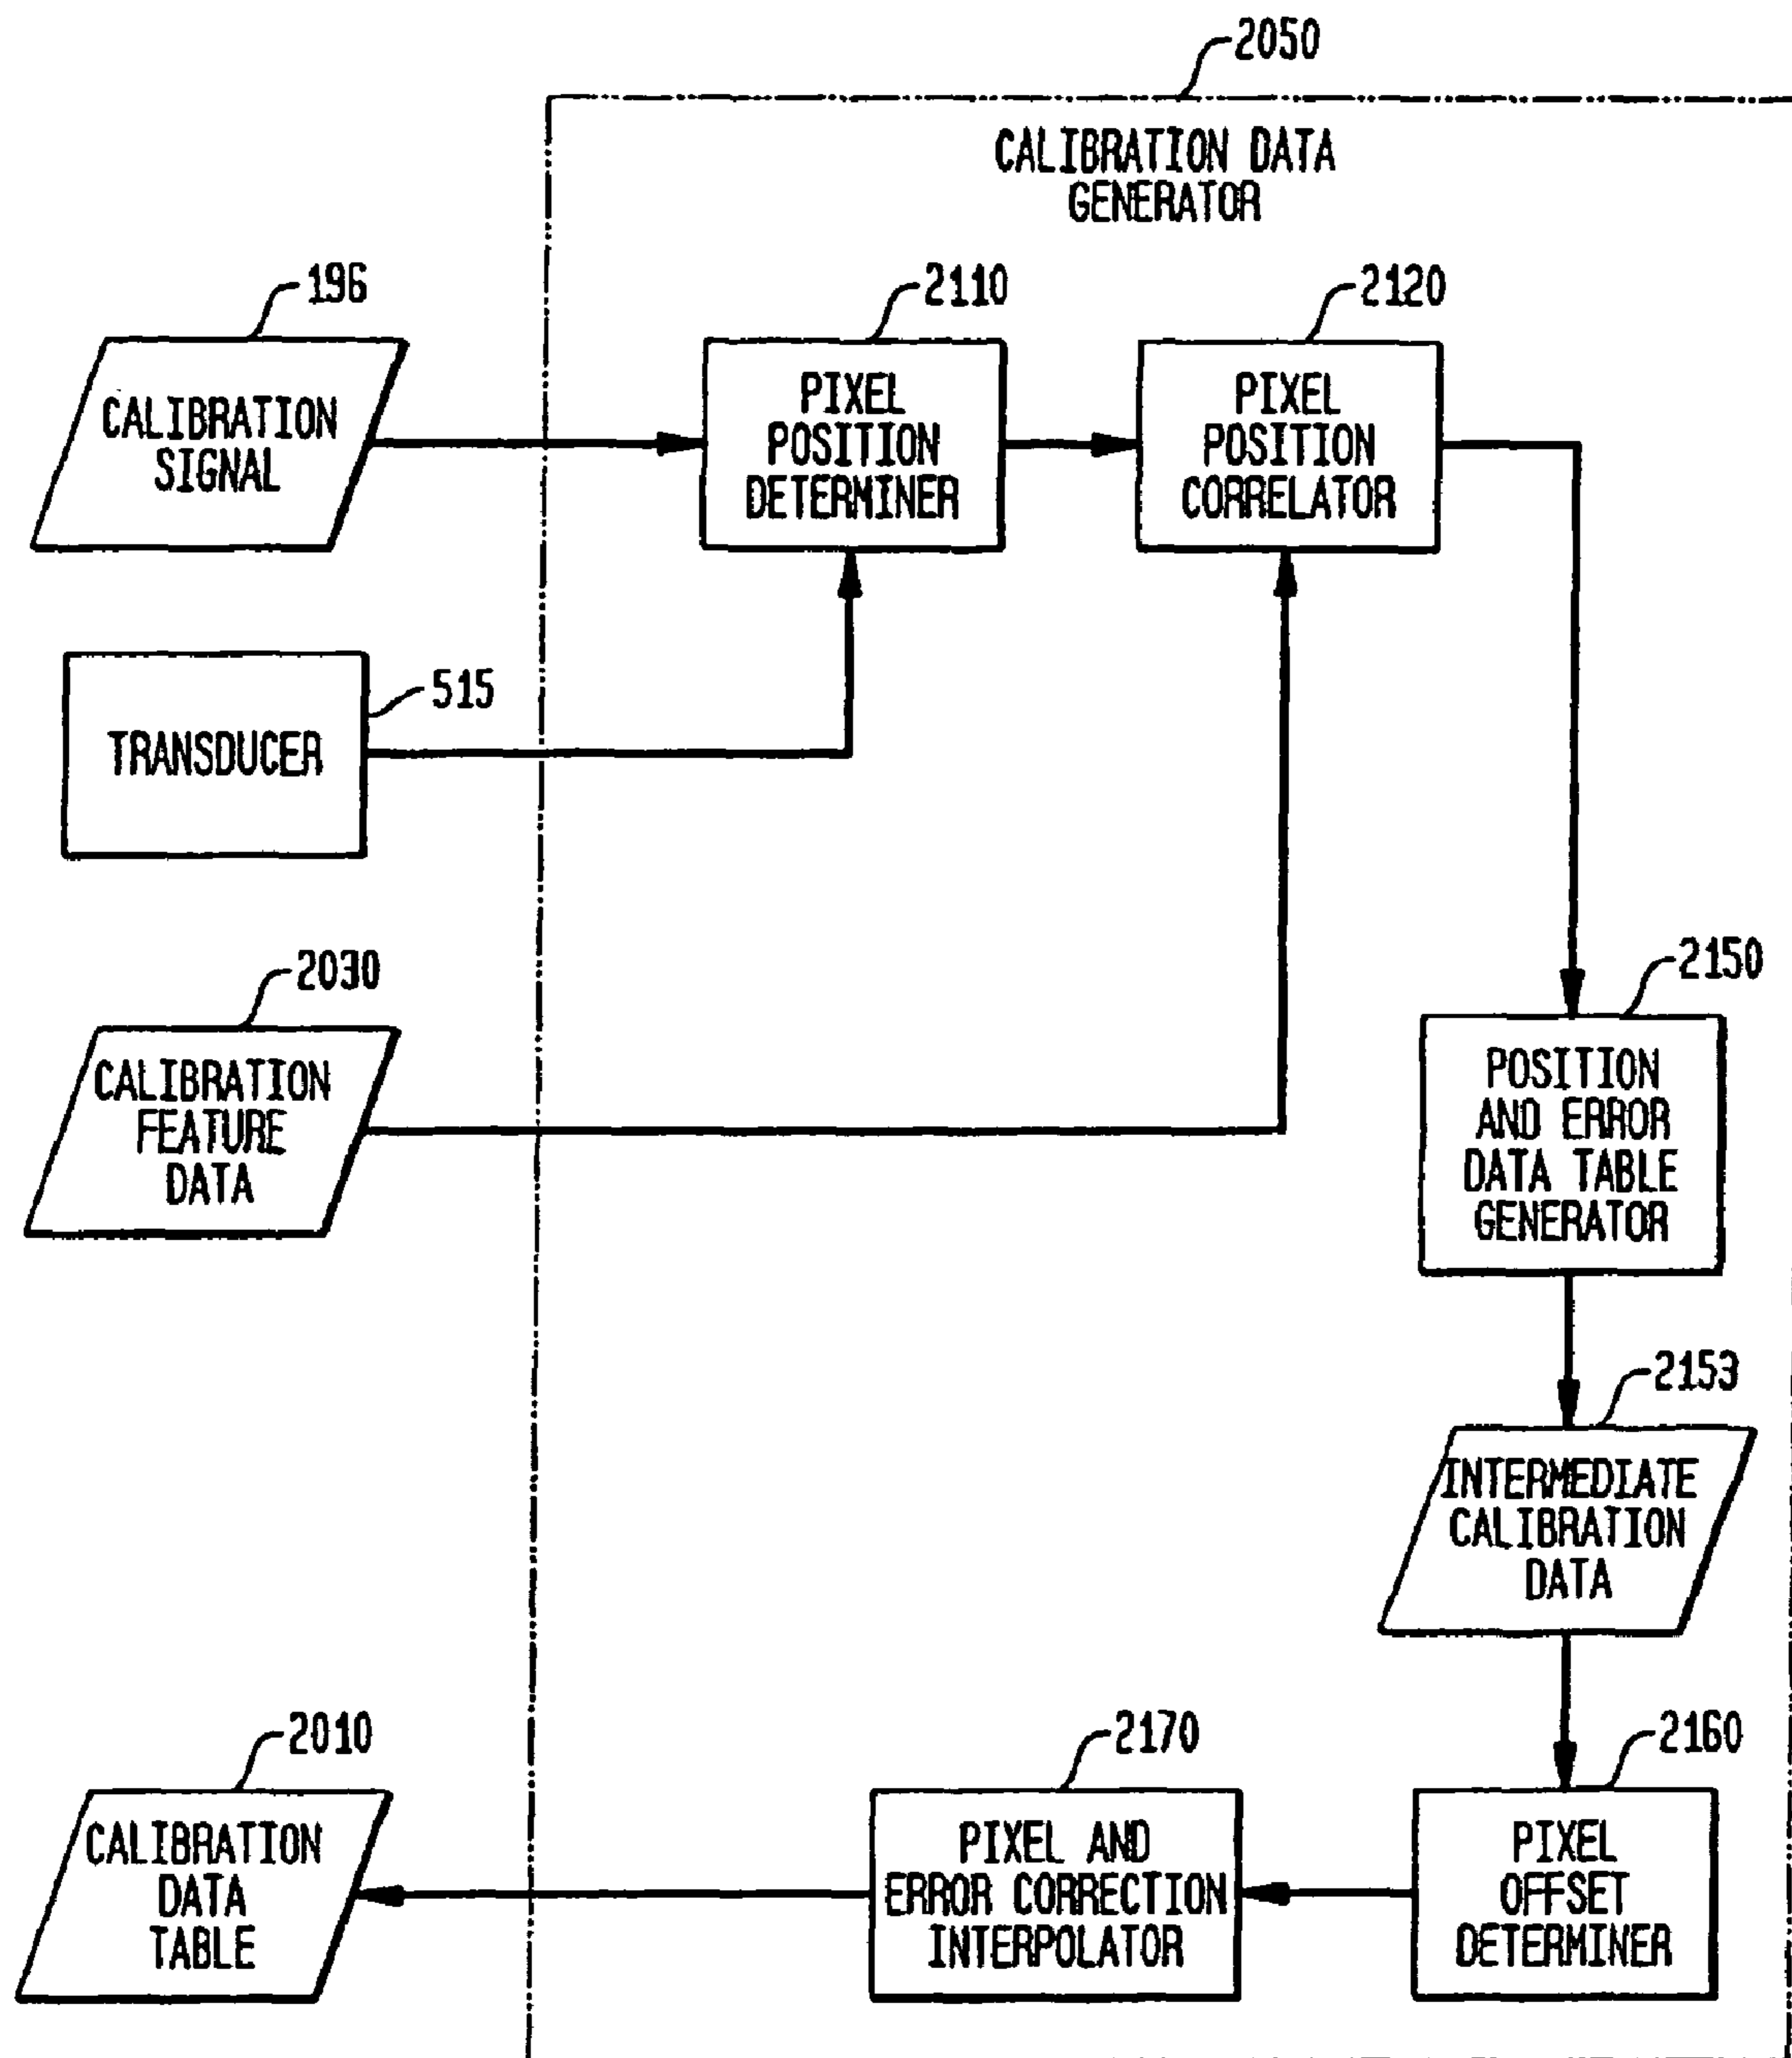 2050
CALIBRATION DATA
GENERATOR
196
CALIBRATION
SIGNAL
2110
PIXEL
POSITION
DETERMINER
2120
PIXEL
POSITION
CORRELATOR
515
TRANSDUCER
2030
CALIBRATION
FEATURE
DATA
2150
POSITION
AND ERROR
DATA TABLE
GENERATOR
2153
INTERMEDIATE
CALIBRATION
DATA
2010
CALIBRATION
DATA
TABLE
2170
PIXEL AND
ERROR CORRECTION
INTERPOLATOR
2160
PIXEL
OFFSET
DETERMINER